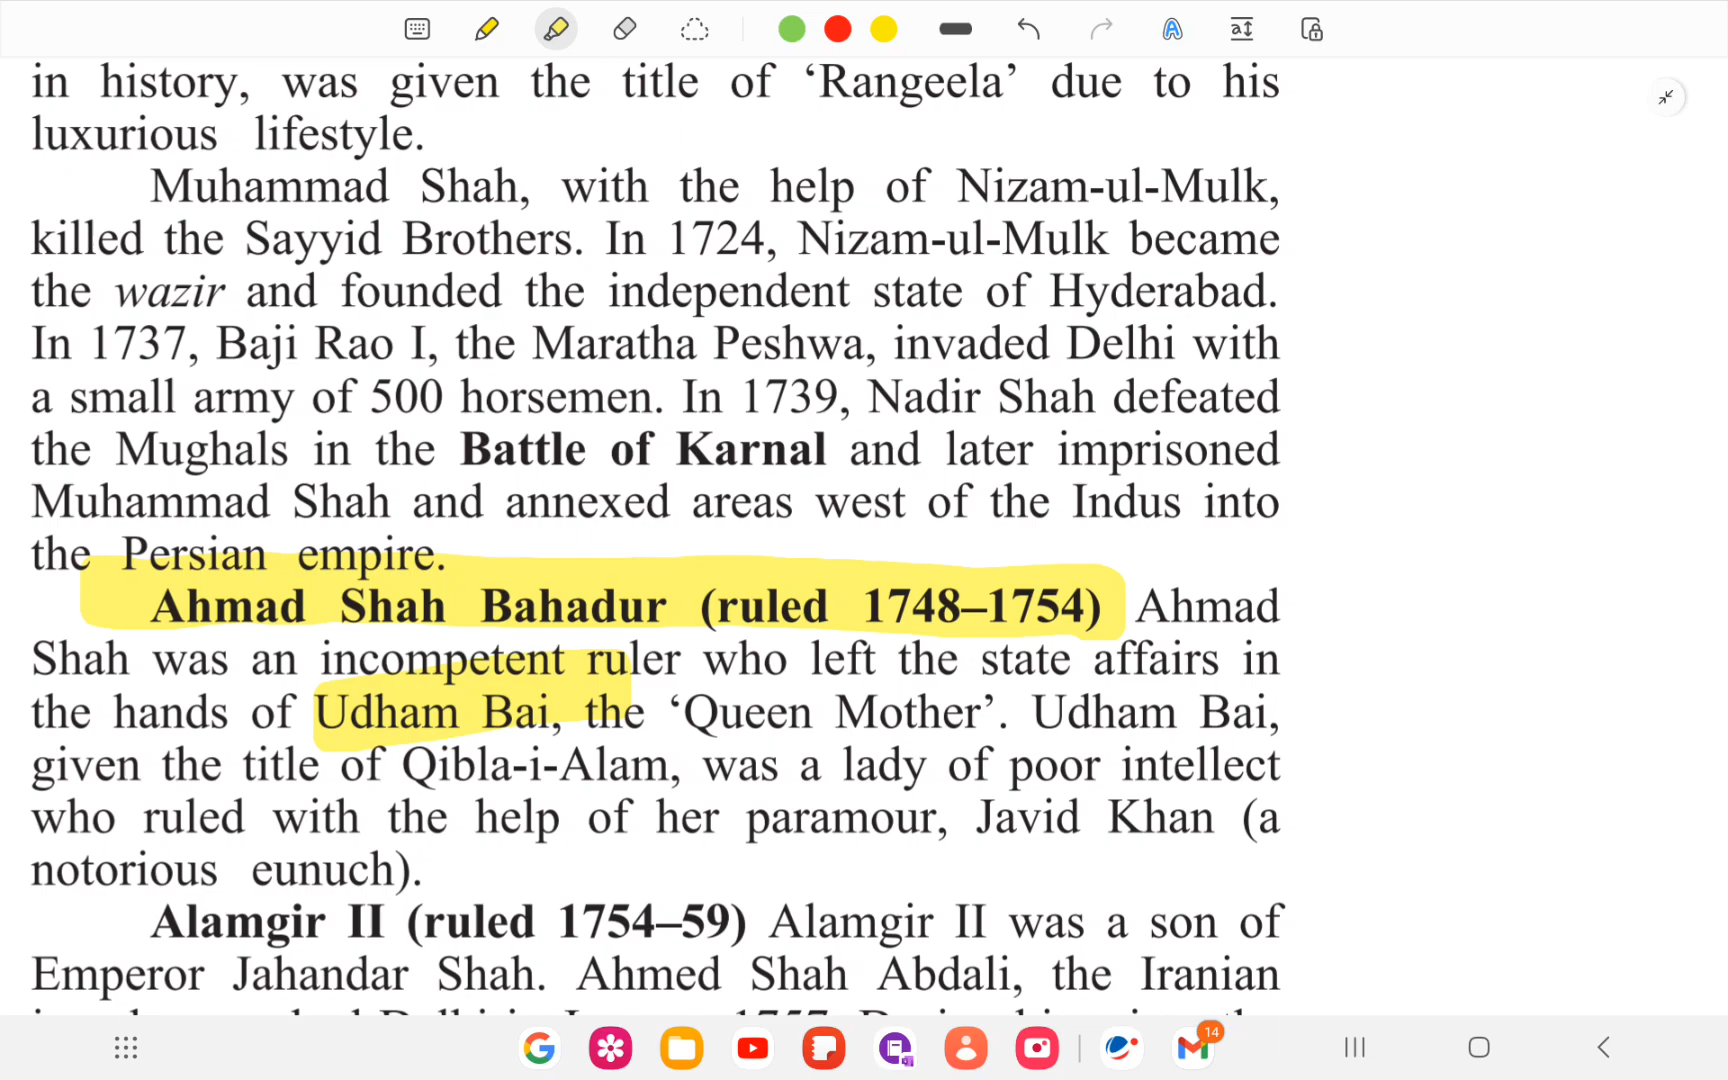 in history, was given the title of ‘Rangeela’ due to his
luxurious lifestyle.
Muhammad Shah, with the help of Nizam-ul-Mulk,
killed the Sayyid Brothers. In 1724, Nizam-ul-Mulk became
the wazir and founded the independent state of Hyderabad.
In 1737, Baji Rao I, the Maratha Peshwa, invaded Delhi with
a small army of 500 horsemen. In 1739, Nadir Shah defeated
the Mughals in the Battle of Karnal and later imprisoned
Muhammad Shah and annexed areas west of the Indus into
the Persian empire.
Ahmad Shah Bahadur (ruled 1748–1754) Ahmad
Shah was an incompetent ruler who left the state affairs in
the hands of Udham Bai, the ‘Queen Mother’. Udham Bai,
given the title of Qibla-i-Alam, was a lady of poor intellect
who ruled with the help of her paramour, Javid Khan (a
notorious eunuch).
Alamgir II (ruled 1754–59) Alamgir II was a son of
Emperor Jahandar Shah. Ahmed Shah Abdali, the Iranian
14